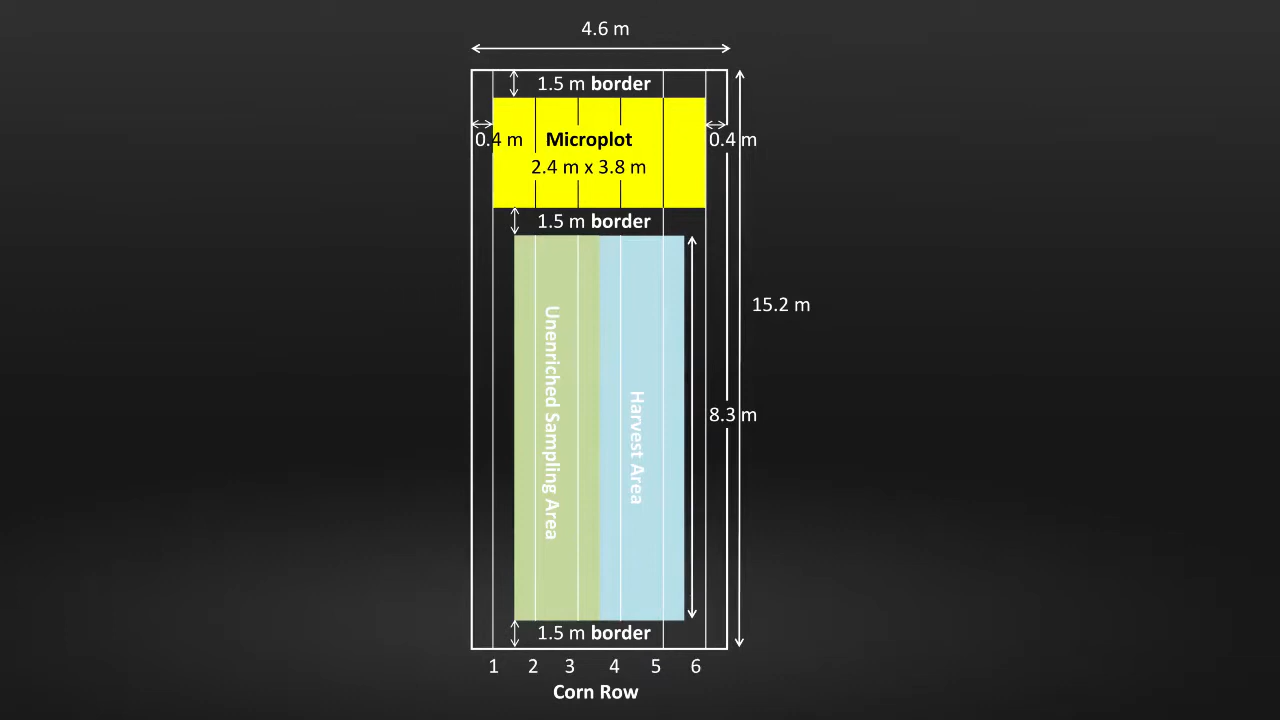 4.6 m
1.5 m border
0.4 m
Microplot
0.4 m
2.4 m x 3.8 m
1.5 m border
15.2 m
Unenriched Sampling Area
Harvest Area
8.3 m
1.5 m border
1 2 3 4 5 6
Corn Row